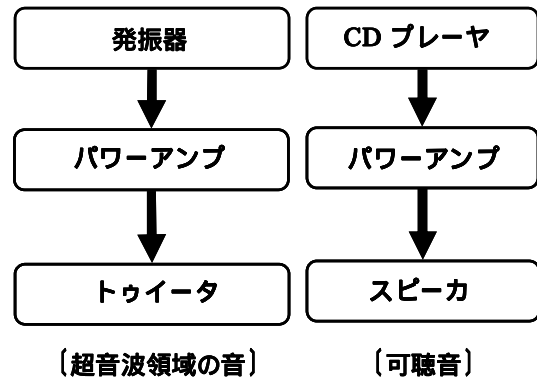 発振器
パワーアンプ
トゥイータ
〔超音波領域の音〕
CD プレーヤ
パワーアンプ
スピーカ
〔可聴音〕